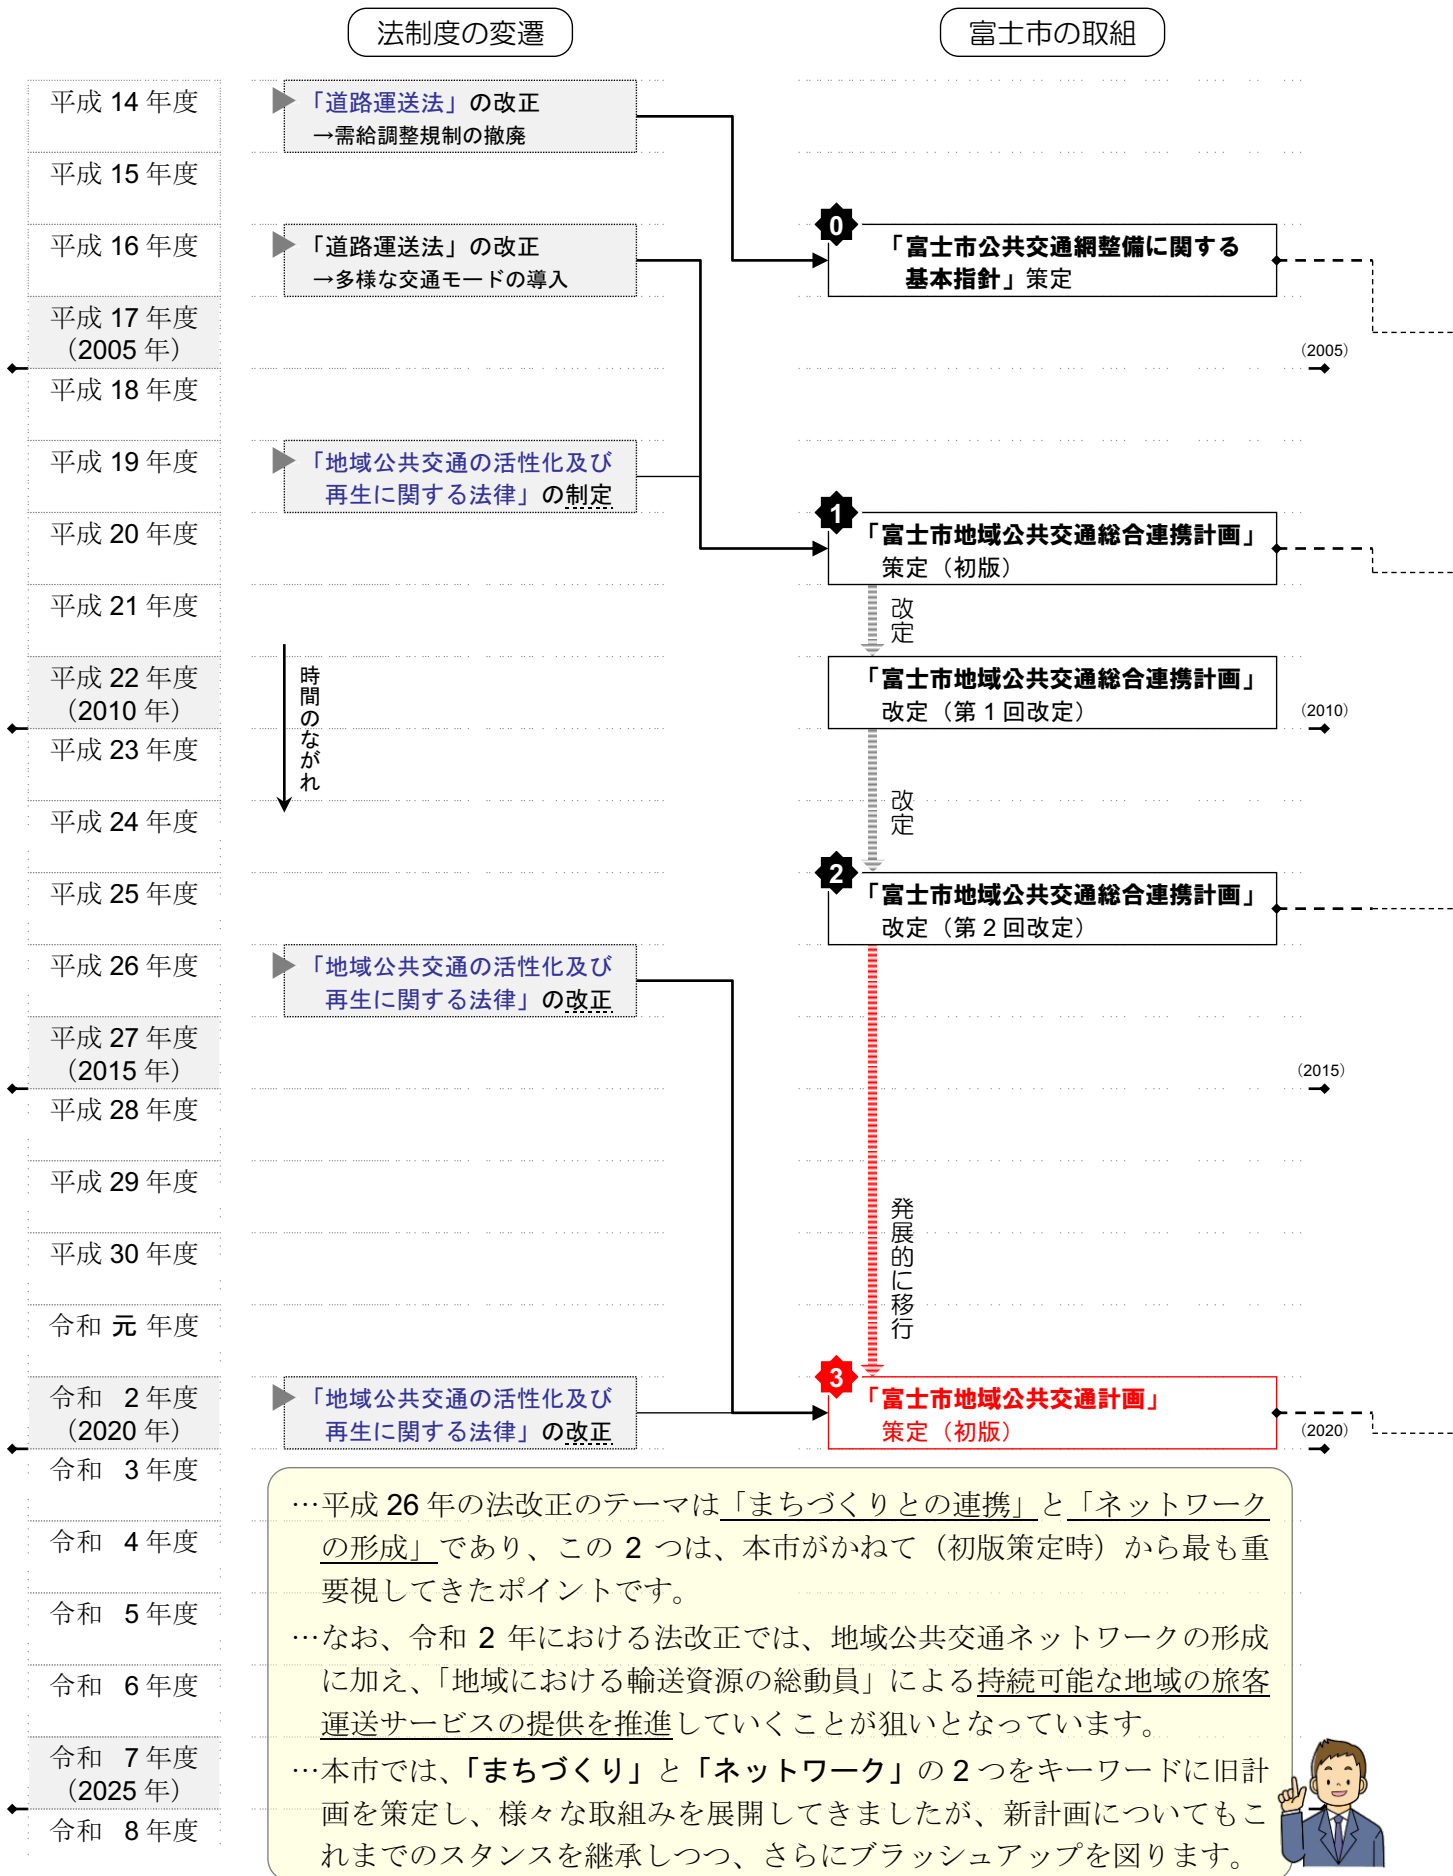 法制度の変遷
富士市の取組
平成 14 年度
「道路運送法」の改正
→需給調整規制の撤廃
平成 15 年度
平成 16 年度
「道路運送法」の改正
→多様な交通モードの導入
0
「富士市公共交通網整備に関する
基本指針」策定
平成 17 年度
（2005 年）
（2005）
平成 18 年度
平成 19 年度
「地域公共交通の活性化及び
再生に関する法律」の制定
平成 20 年度
1
「富士市地域公共交通総合連携計画」
策定（初版）
平成 21 年度
改定
平成 22 年度
（2010 年）
時間のながれ
「富士市地域公共交通総合連携計画」
改定（第 1 回改定）
（2010）
平成 23 年度
平成 24 年度
改定
平成 25 年度
2
「富士市地域公共交通総合連携計画」
改定（第 2 回改定）
平成 26 年度
「地域公共交通の活性化及び
再生に関する法律」の改正
平成 27 年度
（2015 年）
（2015）
平成 28 年度
平成 29 年度
平成 30 年度
発展的に移行
令和 元 年度
令和 2 年度
（2020 年）
「地域公共交通の活性化及び
再生に関する法律」の改正
3
「富士市地域公共交通計画」
策定（初版）
（2020）
令和 3 年度
令和 4 年度
令和 5 年度
令和 6 年度
令和 7 年度
（2025 年）
令和 8 年度
…平成 26 年の法改正のテーマは「まちづくりとの連携」と「ネットワーク
の形成」であり、この 2 つは、本市がかねて（初版策定時）から最も重
要視してきたポイントです。
…なお、令和 2 年における法改正では、地域公共交通ネットワークの形成
に加え、「地域における輸送資源の総動員」による持続可能な地域の旅客
運送サービスの提供を推進していくことが狙いとなっています。
…本市では、「まちづくり」と「ネットワーク」の 2 つをキーワードに旧計
画を策定し、様々な取組みを展開してきましたが、新計画についてもこ
れまでのスタンスを継承しつつ、さらにブラッシュアップを図ります。